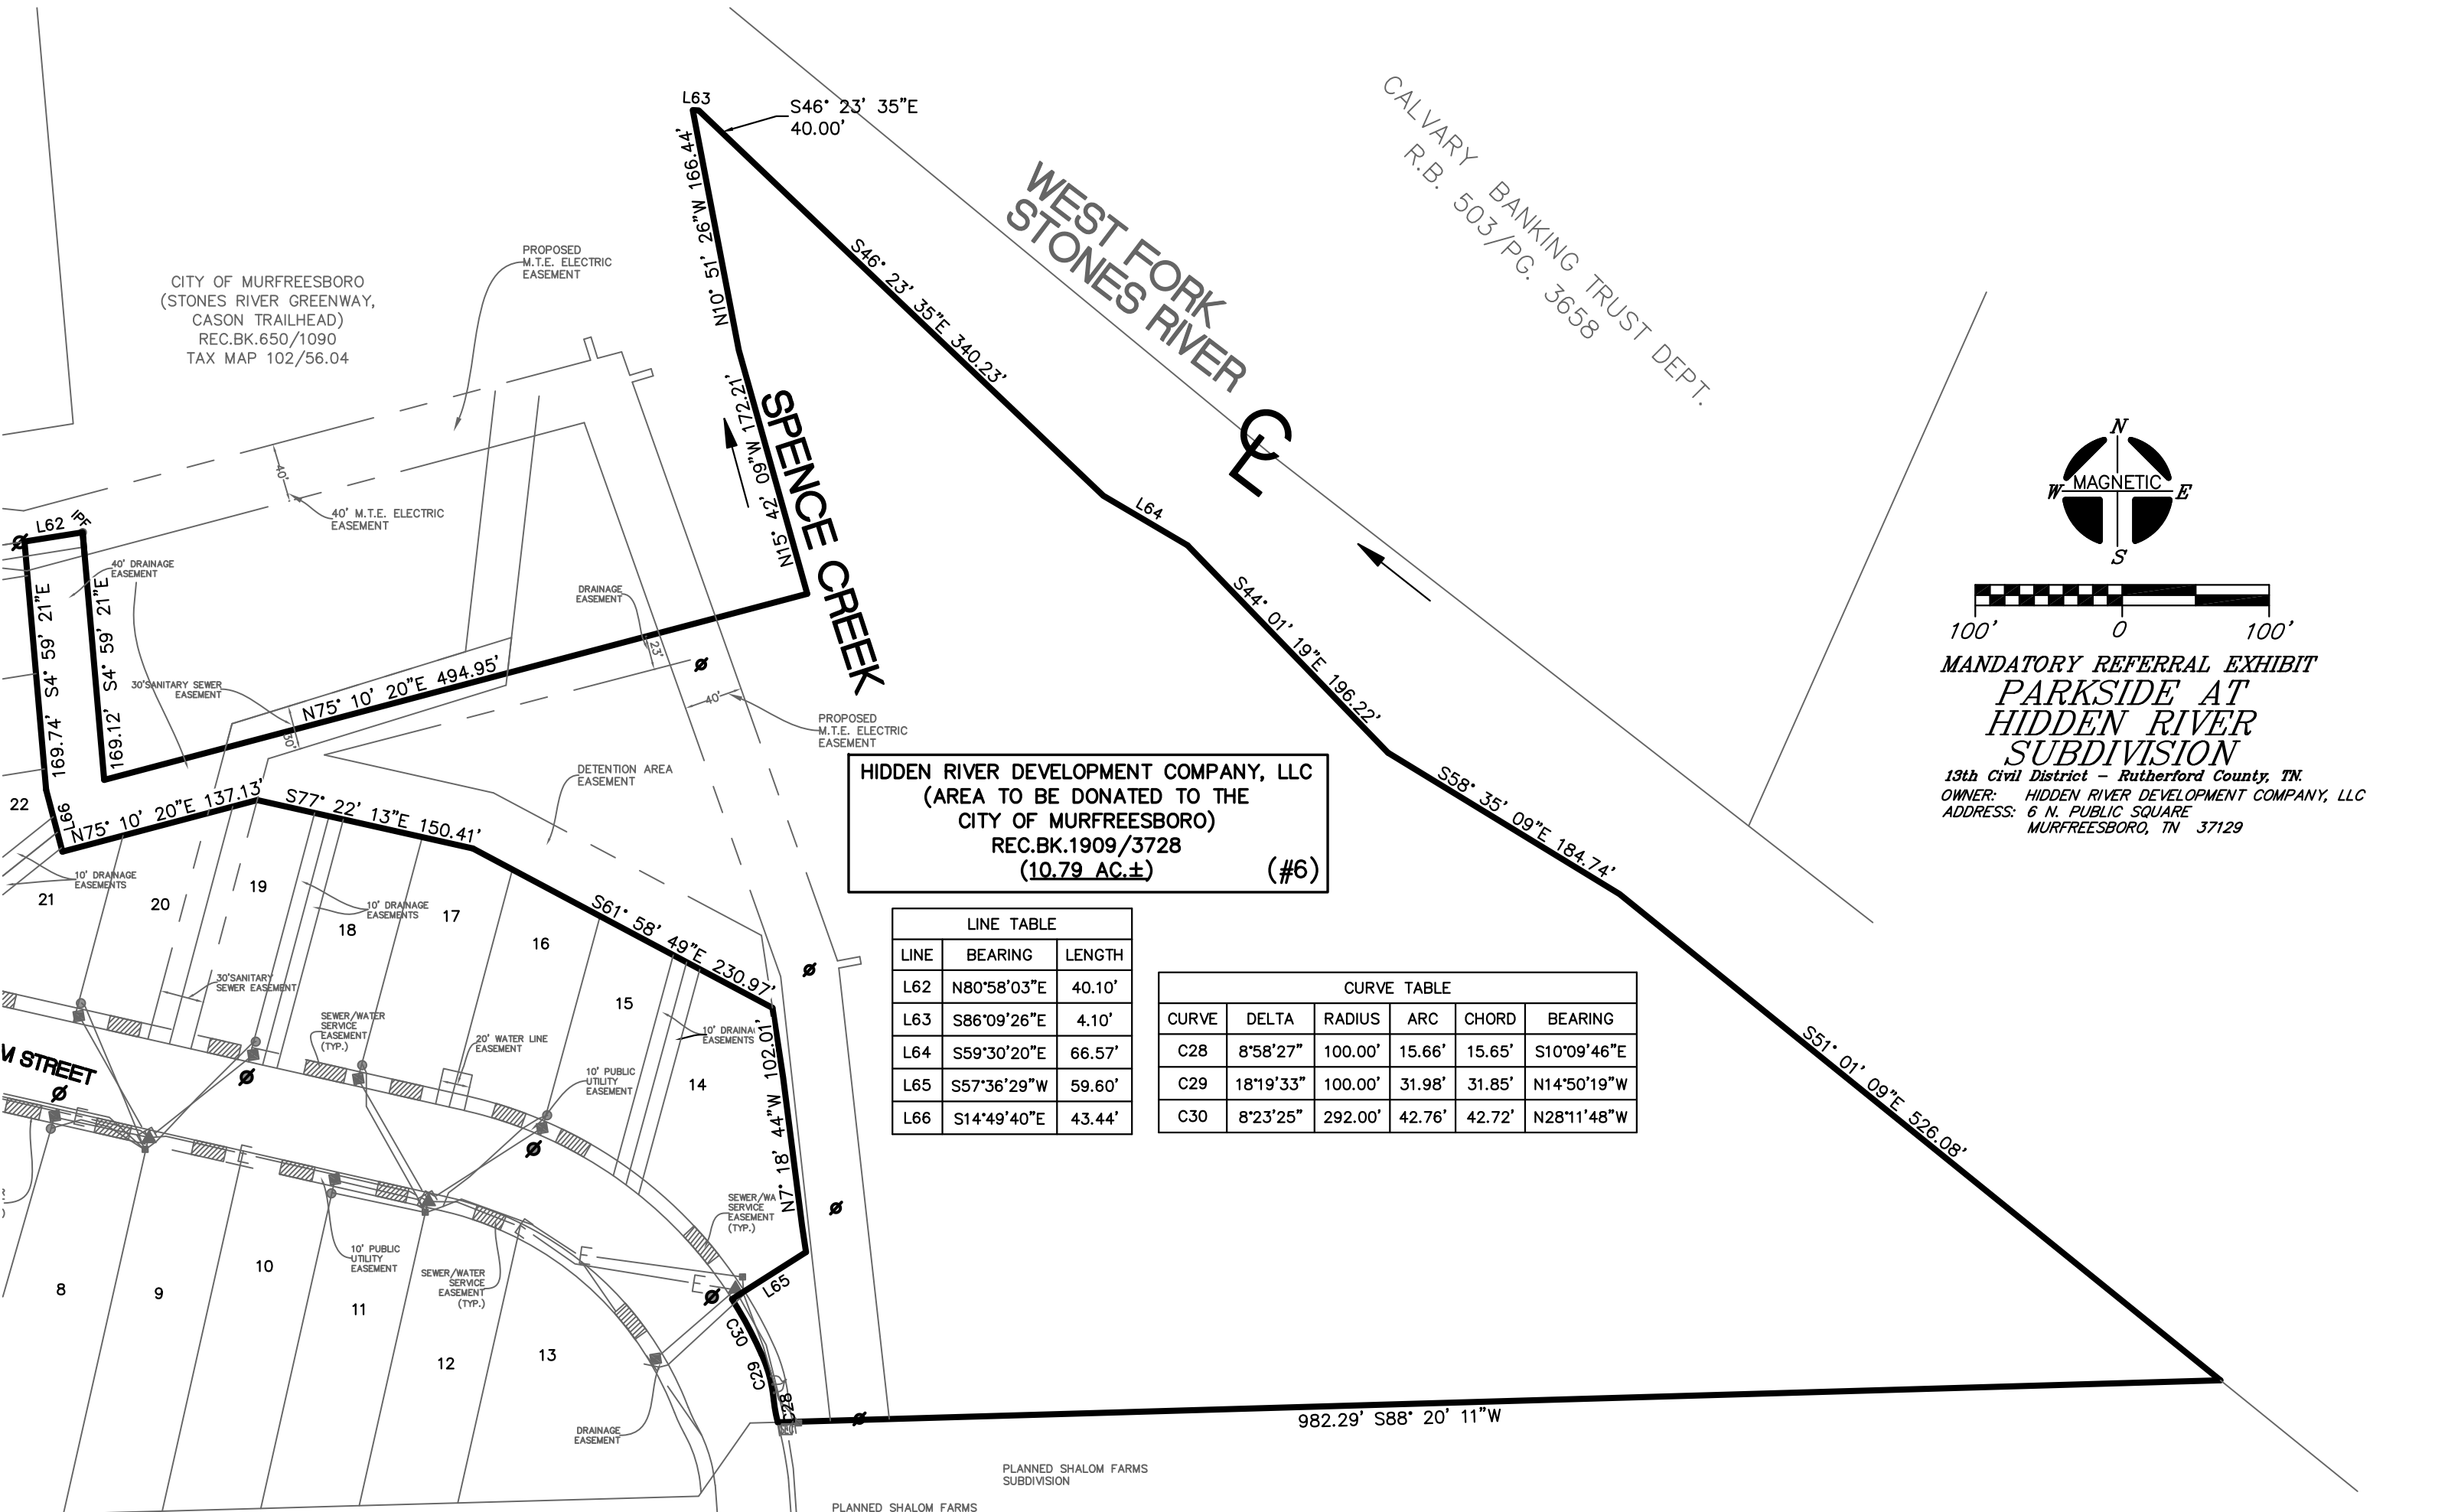 L63
S46° 23' 35"E
40.00'
N10° 51' 26"W 166.44'
S46° 23' 35"E 340.23'
WEST FORK
STONES RIVER
CALVARY BANKING TRUST DEPT.
R.B. 503/PG. 3658
CITY OF MURFREESBORO
(STONES RIVER GREENWAY,
CASON TRAILHEAD)
REC.BK.650/1090
TAX MAP 102/56.04
PROPOSED
M.T.E. ELECTRIC
EASEMENT
N15° 42' 09"W 172.21'
SPENCE CREEK
CL
40'
40' M.T.E. ELECTRIC
EASEMENT
L62
IPF
L64
40' DRAINAGE
EASEMENT
DRAINAGE
EASEMENT
23'
169.74' S4° 59' 21"E
169.12' S4° 59' 21"E
S44° 01' 19"E 196.22'
N
W MAGNETIC E
S
100' 0 100'
MANDATORY REFERRAL EXHIBIT
PARKSIDE AT
HIDDEN RIVER
SUBDIVISION
13th Civil District – Rutherford County, TN.
OWNER: HIDDEN RIVER DEVELOPMENT COMPANY, LLC
ADDRESS: 6 N. PUBLIC SQUARE
MURFREESBORO, TN 37129
30'SANITARY SEWER
EASEMENT
N75° 10' 20"E 494.95'
30'
40'
PROPOSED
M.T.E. ELECTRIC
EASEMENT
DETENTION AREA
EASEMENT
22
L66
N75° 10' 20"E 137.13'
S77° 22' 13"E 150.41'
S58° 35' 09"E 184.74'
HIDDEN RIVER DEVELOPMENT COMPANY, LLC
(AREA TO BE DONATED TO THE
CITY OF MURFREESBORO)
REC.BK.1909/3728
(10.79 AC.±) (#6)
10' DRAINAGE
EASEMENTS
21
20
19
10' DRAINAGE
EASEMENTS
18
17
16
S61° 58' 49"E 230.97'
LINE TABLE
LINE BEARING LENGTH
L62 N80°58'03"E 40.10'
L63 S86°09'26"E 4.10'
L64 S59°30'20"E 66.57'
L65 S57°36'29"W 59.60'
L66 S14°49'40"E 43.44'
CURVE TABLE
CURVE DELTA RADIUS ARC CHORD BEARING
C28 8°58'27" 100.00' 15.66' 15.65' S10°09'46"E
C29 18°19'33" 100.00' 31.98' 31.85' N14°50'19"W
C30 8°23'25" 292.00' 42.76' 42.72' N28°11'48"W
30'SANITARY
SEWER EASEMENT
SEWER/WATER
SERVICE
EASEMENT
(TYP.)
20' WATER LINE
EASEMENT
15
10' DRAINA
EASEMENTS
14
N7° 18' 44"W 102.01'
M STREET
10' PUBLIC
UTILITY
EASEMENT
S51° 01' 09"E 526.08'
E
E
E
E
E
SEWER/WA
SERVICE
EASEMENT
(TYP.)
10' PUBLIC
UTILITY
EASEMENT
SEWER/WATER
SERVICE
EASEMENT
(TYP.)
8
9
10
11
12
13
L65
C30
C29
C28
DRAINAGE
EASEMENT
982.29' S88° 20' 11"W
PLANNED SHALOM FARMS
SUBDIVISION
PLANNED SHALOM FARMS